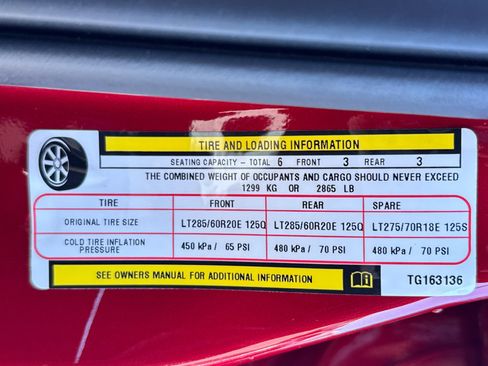 TIRE AND LOADING INFORMATION
SEATING CAPACITY - TOTAL 6 FRONT 3 REAR 3
THE COMBINED WEIGHT OF OCCUPANTS AND CARGO SHOULD NEVER EXCEED
1299 KG OR 2865 LB
TIRE FRONT REAR SPARE
ORIGINAL TIRE SIZE LT285/60R20E 125Q LT285/60R20E 125Q LT275/70R18E 125S
COLD TIRE INFLATION PRESSURE 450 kPa / 65 PSI 480 kPa / 70 PSI 480 kPa / 70 PSI
SEE OWNERS MANUAL FOR ADDITIONAL INFORMATION TG163136